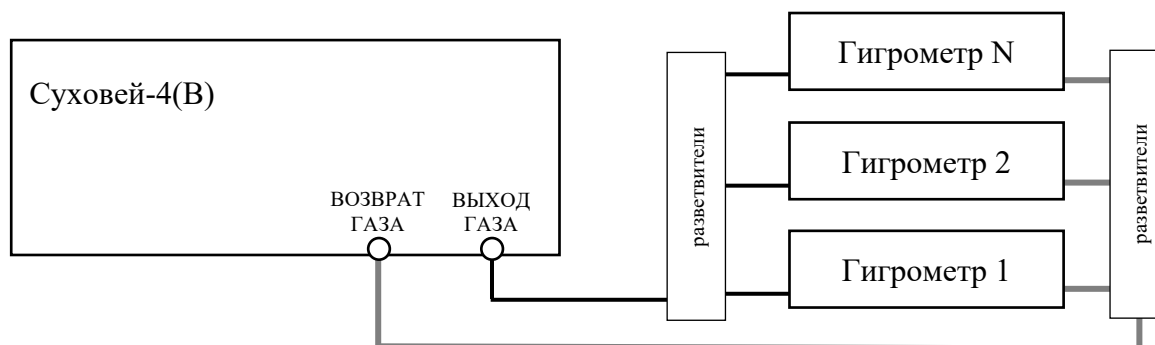 Суховей-4(В)
ВОЗВРАТ
ГАЗА
ВЫХОД
ГАЗА
разветвители
Гигрометр N
Гигрометр 2
Гигрометр 1
разветвители